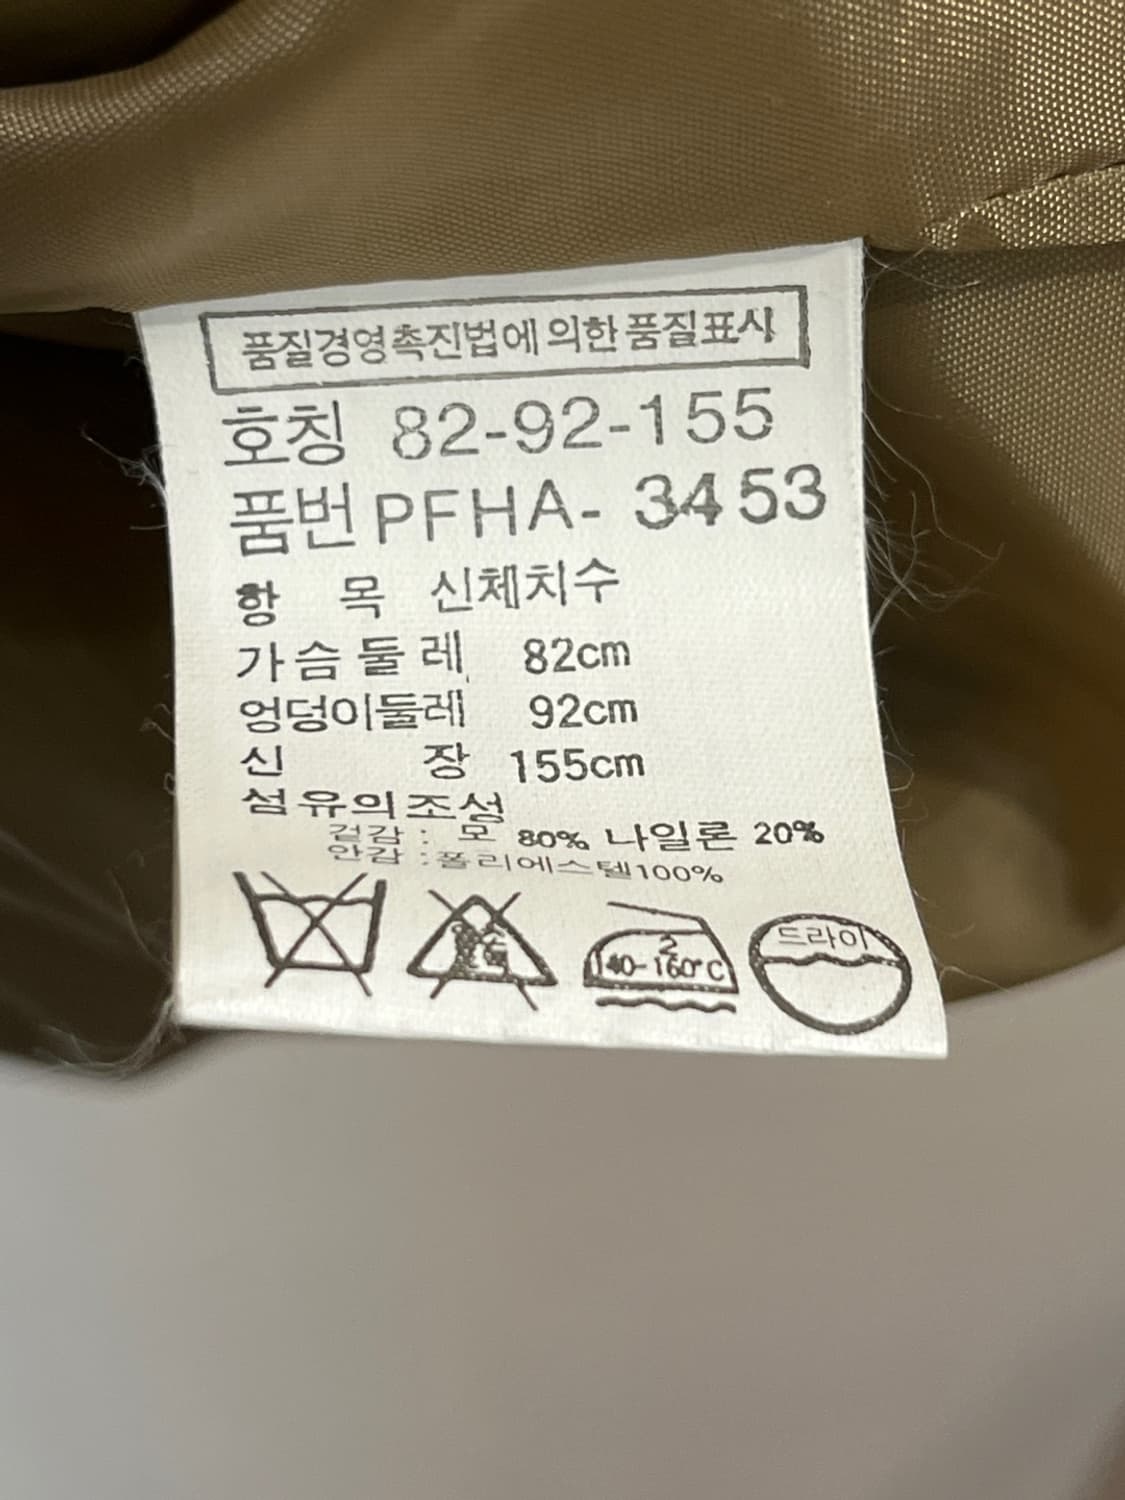 품질경영촉진법에 의한 품질표시
호칭 82-92-155
품번 PFHA- 3453
항 목 신체치수
가슴둘레 82cm
엉덩이둘레 92cm
신 장 155cm
섬유의조성
겉감 : 모 80% 나일론 20%
안감 : 폴리에스텔100%
2
140-160°C
드라이